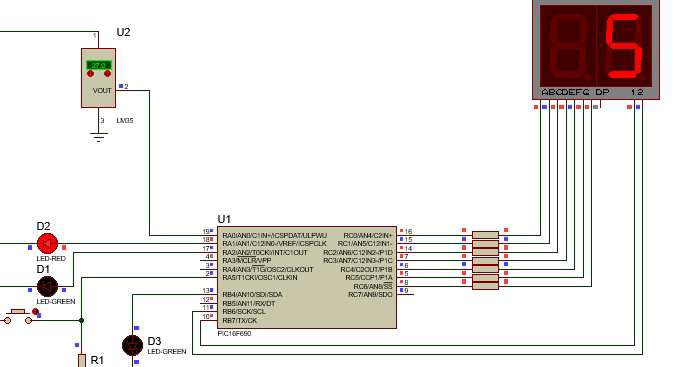 U2
1
27.0
2
VOUT
3
LM35
5
ABCDEFG DP 12
D2
LED-RED
D1
LED-GREEN
U1
19 RA0/AN0/C1IN+/ICSPDAT/ULPWU RC0/AN4/C2IN+ 16
18 RA1/AN1/C12IN0-/VREF/ICSPCLK RC1/AN5/C12IN1- 15
17 RA2/AN2/T0CKI/INT/C1OUT RC2/AN6/C12IN2-/P1D 14
4 RA3/MCLR/VPP RC3/AN7/C12IN3-/P1C 7
3 RA4/AN3/T1G/OSC2/CLKOUT RC4/C2OUT/P1B 6
2 RA5/T1CKI/OSC1/CLKIN RC5/CCP1/P1A 5
RC6/AN8/SS 8
13 RB4/AN10/SDI/SDA RC7/AN9/SDO 9
12 RB5/AN11/RX/DT
11 RB6/SCK/SCL
10 RB7/TX/CK
PIC16F690
D3
LED-GREEN
R1